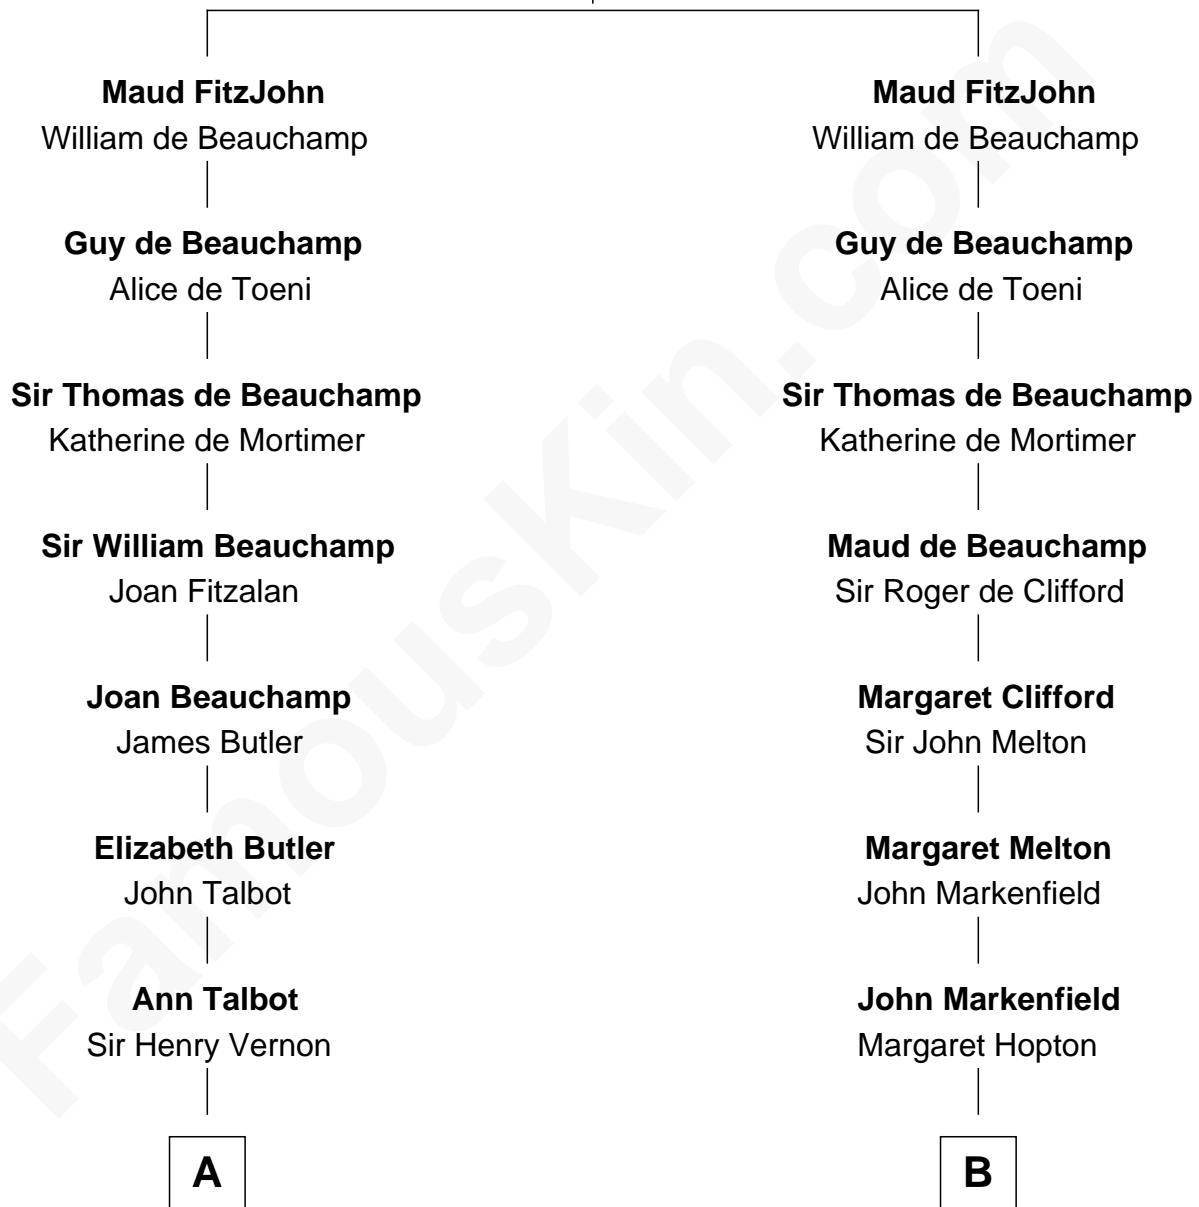 Maud FitzJohn
William de Beauchamp
Guy de Beauchamp
Alice de Toeni
Sir Thomas de Beauchamp
Katherine de Mortimer
Sir William Beauchamp
Joan Fitzalan
Joan Beauchamp
James Butler
Elizabeth Butler
John Talbot
Ann Talbot
Sir Henry Vernon
A
Maud FitzJohn
William de Beauchamp
Guy de Beauchamp
Alice de Toeni
Sir Thomas de Beauchamp
Katherine de Mortimer
Maud de Beauchamp
Sir Roger de Clifford
Margaret Clifford
Sir John Melton
Margaret Melton
John Markenfield
John Markenfield
Margaret Hopton
B
FamousKin.com